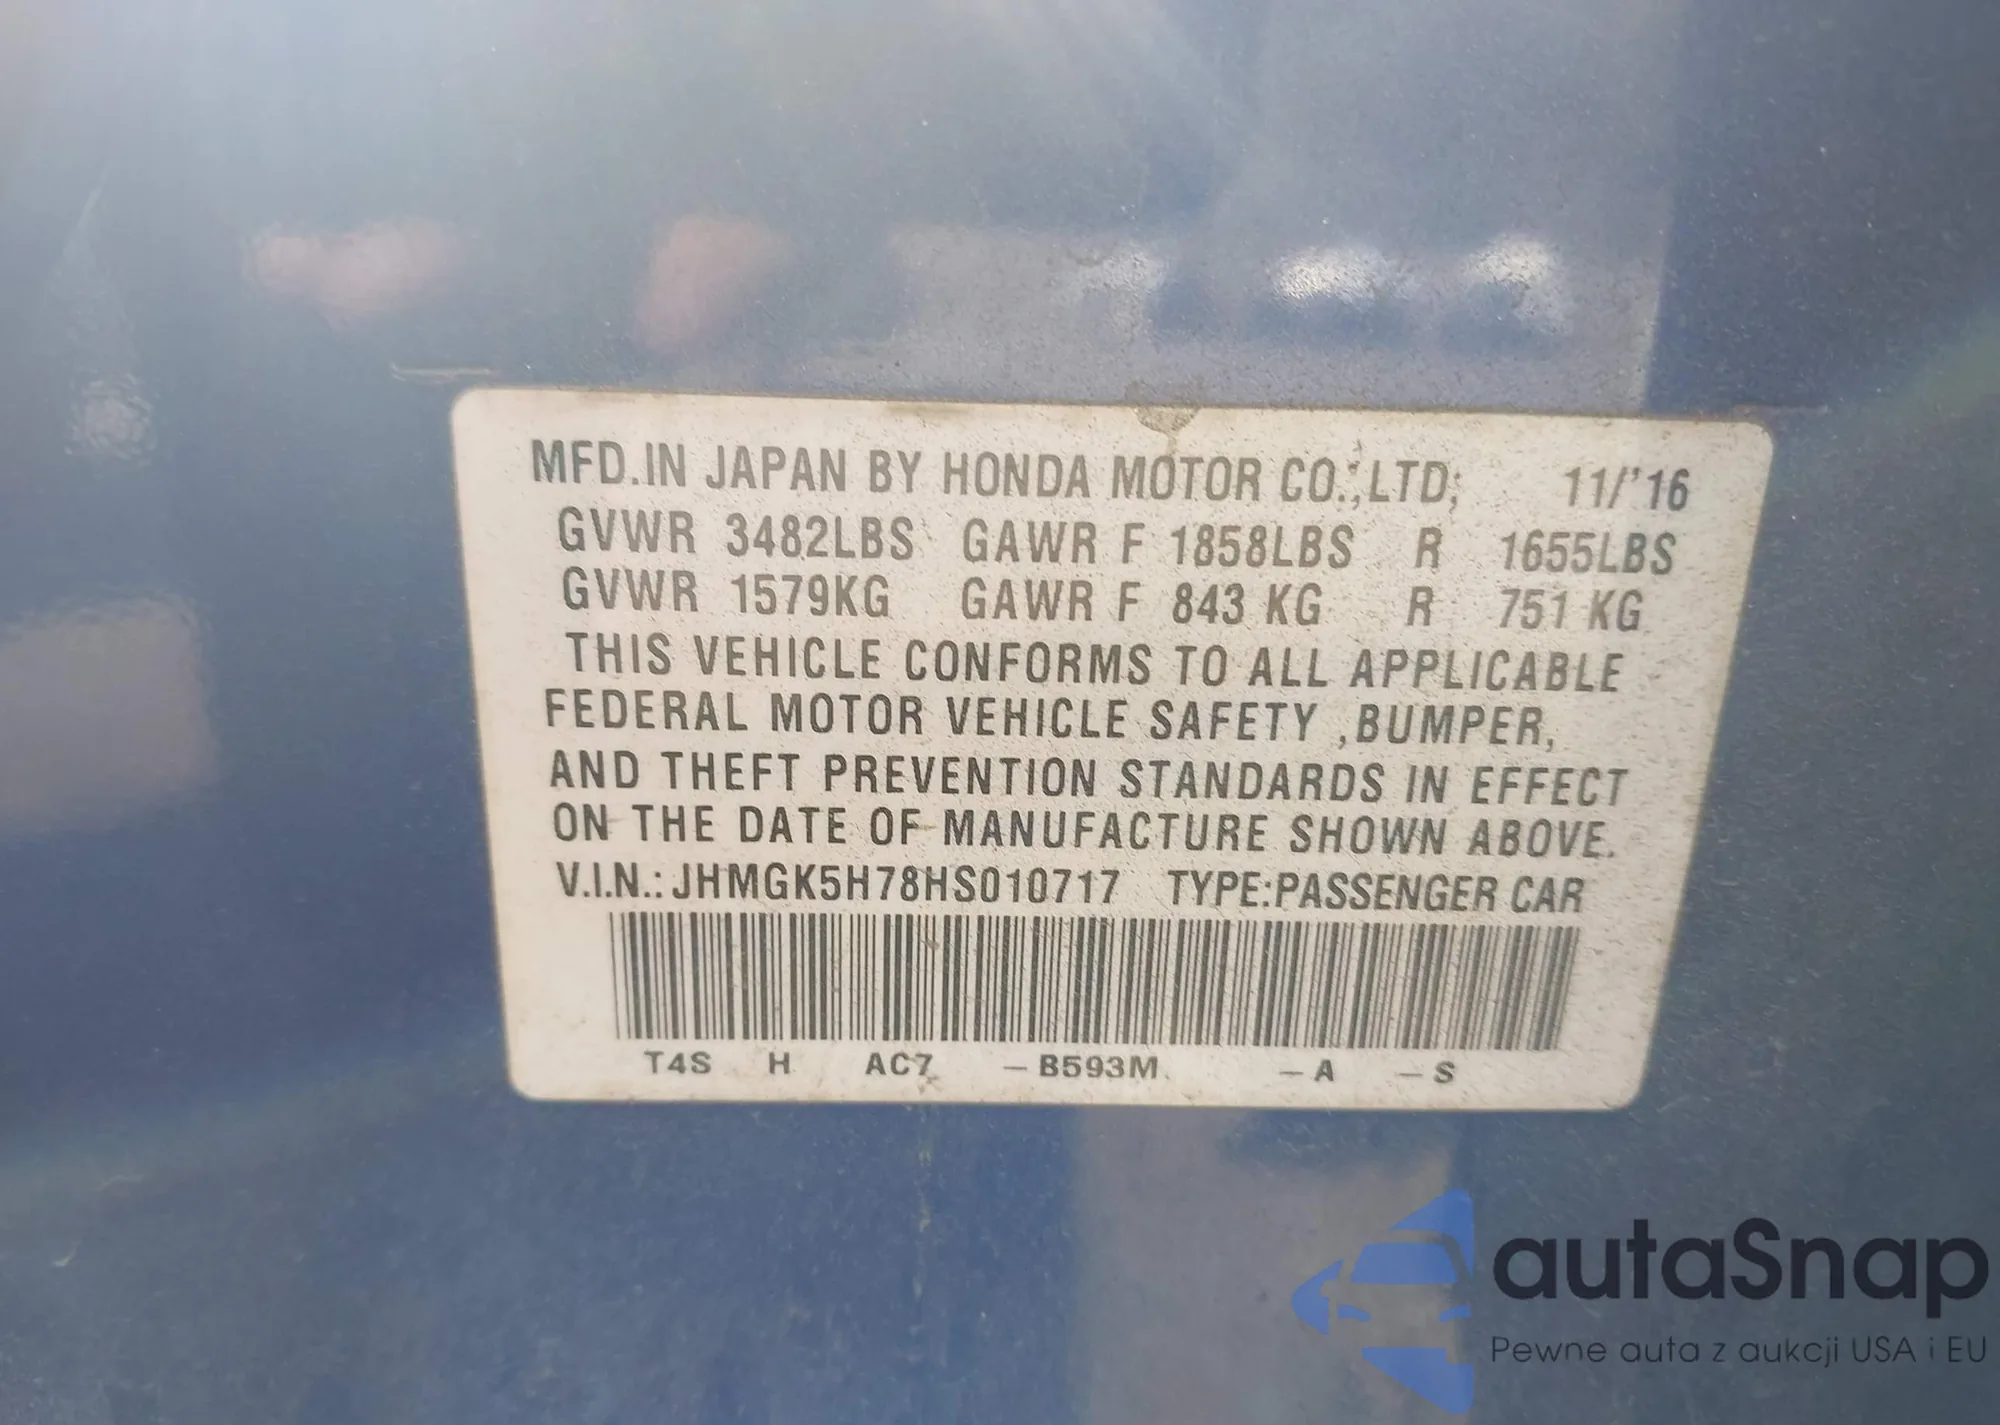 MFD.IN JAPAN BY HONDA MOTOR CO.,LTD; 11/'16
GVWR 3482LBS GAWR F 1858LBS R 1655LBS
GVWR 1579KG GAWR F 843 KG R 751 KG
THIS VEHICLE CONFORMS TO ALL APPLICABLE
FEDERAL MOTOR VEHICLE SAFETY ,BUMPER,
AND THEFT PREVENTION STANDARDS IN EFFECT
ON THE DATE OF MANUFACTURE SHOWN ABOVE.
V.I.N.: JHMGK5H78HS010717 TYPE:PASSENGER CAR
T4S H AC7 –B593M –A –S
autaSnap
Pewne auta z aukcji USA i EU